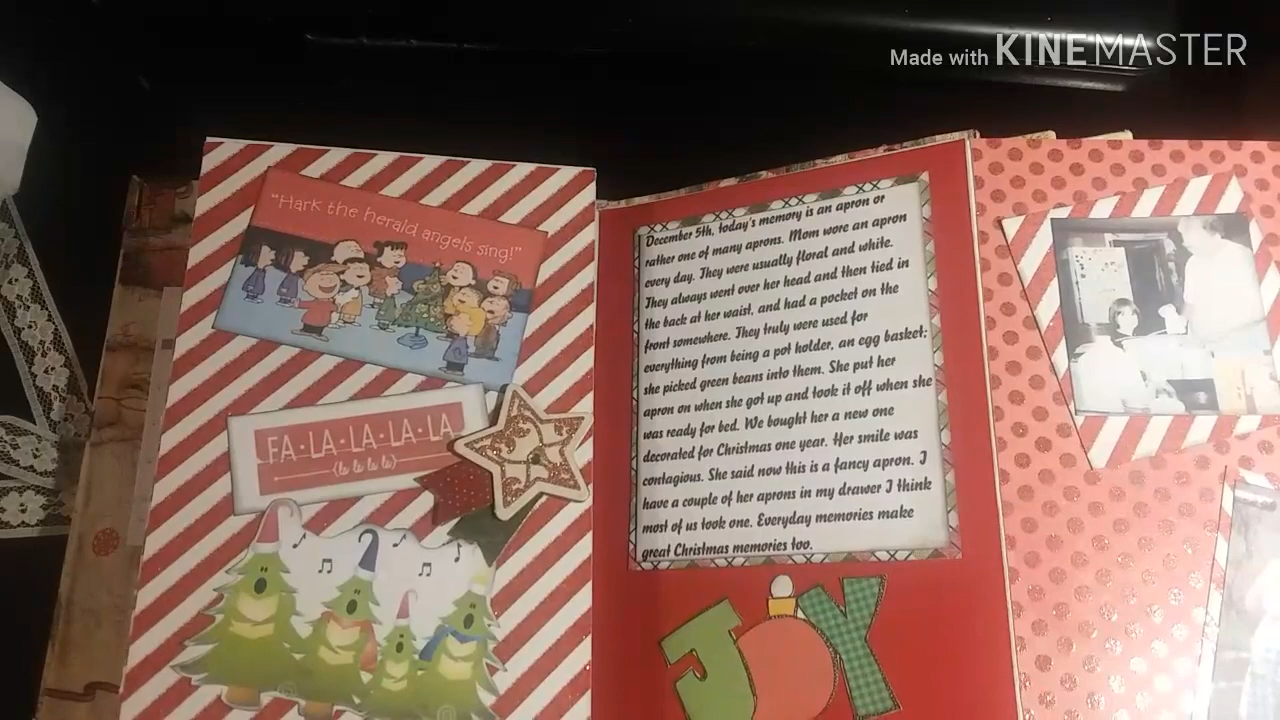 Made with KINEMASTER
"Hark the herald angels sing!"
FA•LA•LA•LA•LA
{la la la la}
December 5th, today's memory is an apron or
rather one of many aprons. Mom wore an apron
every day. They were usually floral and white.
They always went over her head and then tied in
the back at her waist, and had a pocket on the
front somewhere. They truly were used for
everything from being a pot holder, an egg basket;
she picked green beans into them. She put her
apron on when she got up and took it off when she
was ready for bed. We bought her a new one
decorated for Christmas one year. Her smile was
contagious. She said now this is a fancy apron. I
have a couple of her aprons in my drawer I think
most of us took one. Everyday memories make
great Christmas memories too.
JOY